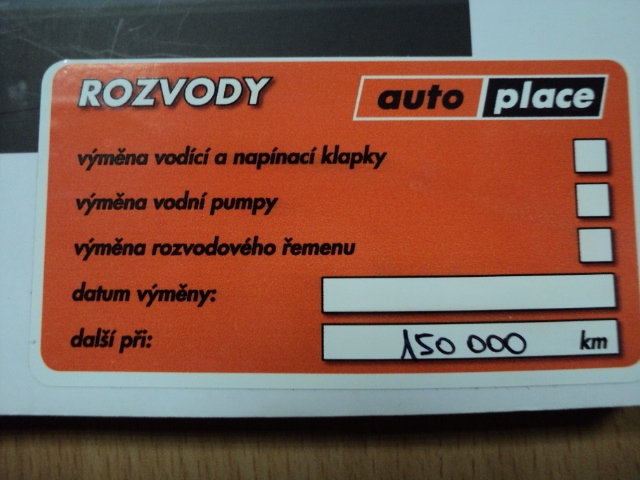 ROZVODY
auto place
výměna vodící a napínací klapky
výměna vodní pumpy
výměna rozvodového řemenu
datum výměny:
další při: 150 000 km